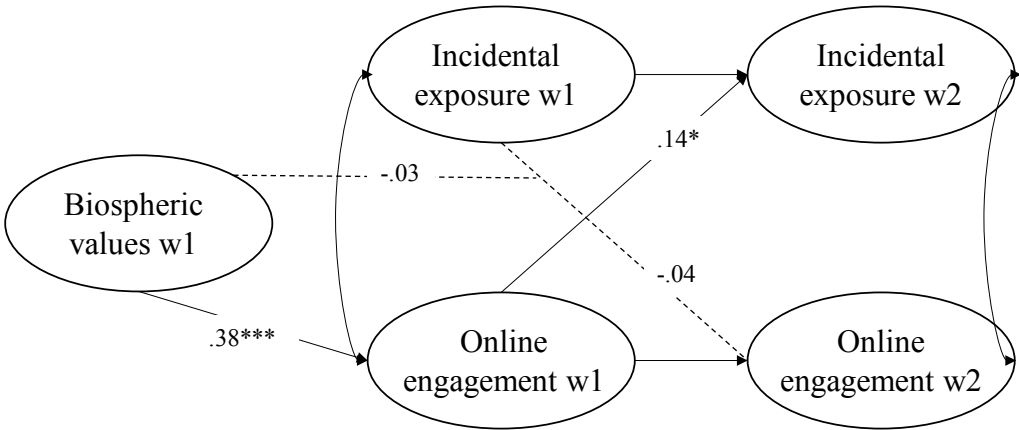 Incidental
exposure w1
Incidental
exposure w2
.14*
-.03
Biospheric
values w1
-.04
.38***
Online
engagement w1
Online
engagement w2